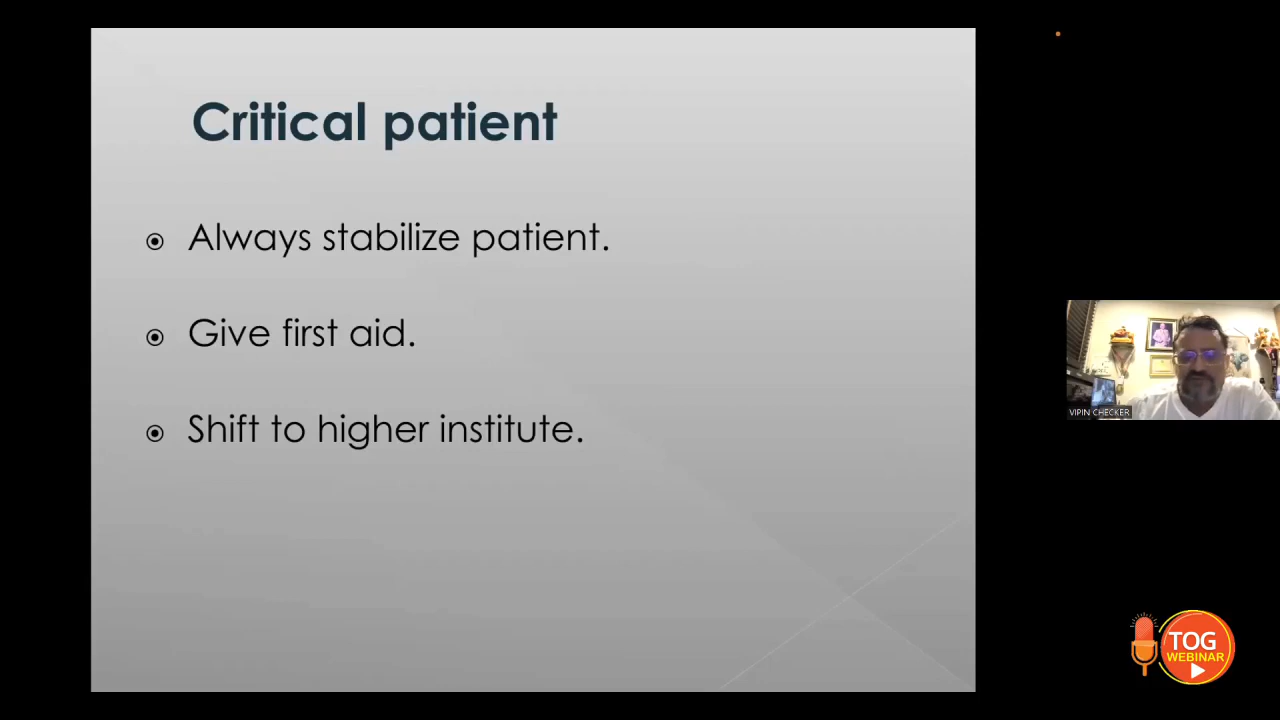 Critical patient
Always stabilize patient.
Give first aid.
Shift to higher institute.
VIPIN CHECKER
TOG
WEBINAR